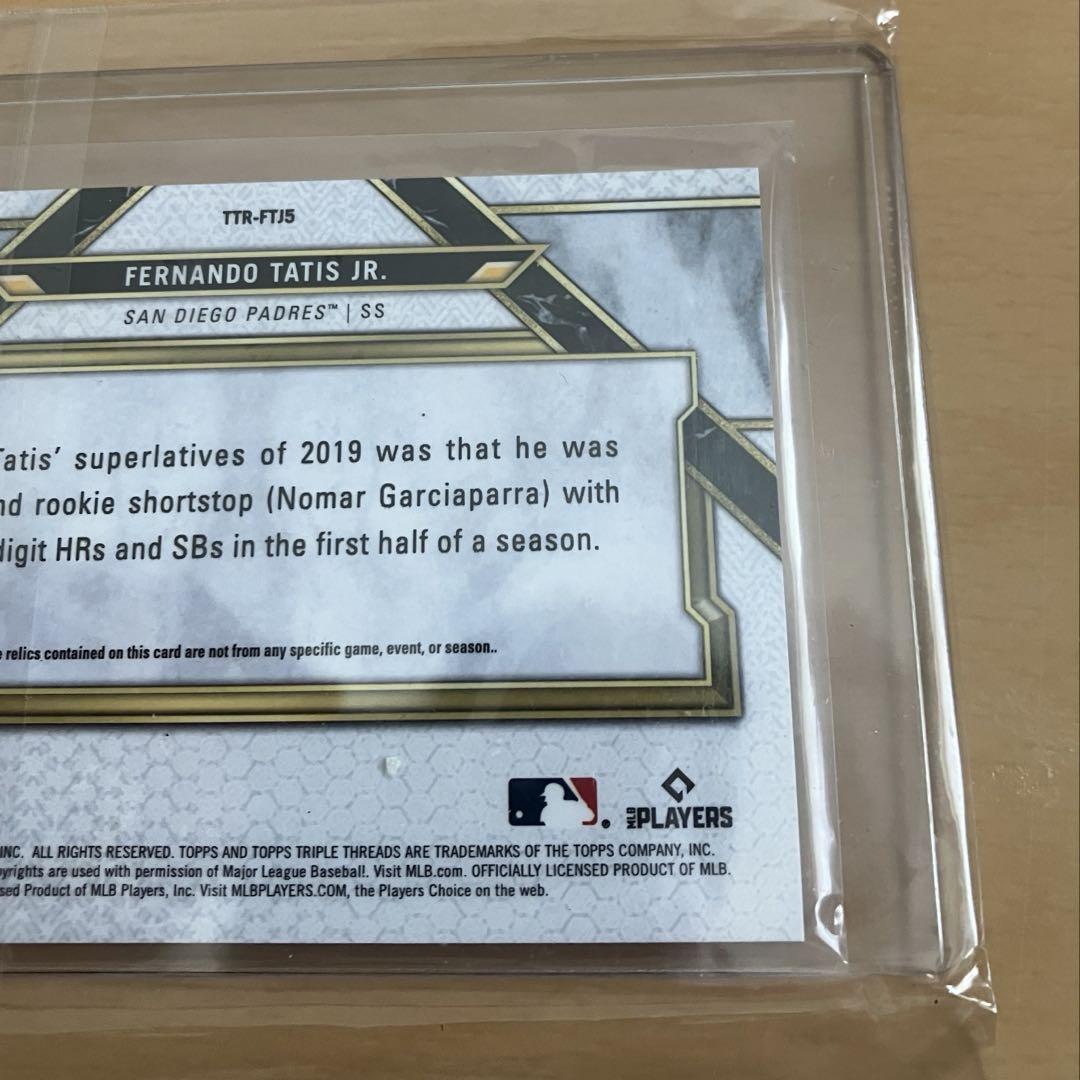 TTR-FTJ5
FERNANDO TATIS JR.
SAN DIEGO PADRES™ | SS
Tatis' superlatives of 2019 was that he was
nd rookie shortstop (Nomar Garciaparra) with
digit HRs and SBs in the first half of a season.
e relics contained on this card are not from any specific game, event, or season..
MLB PLAYERS
INC. ALL RIGHTS RESERVED. TOPPS AND TOPPS TRIPLE THREADS ARE TRADEMARKS OF THE TOPPS COMPANY, INC.
yrights are used with permission of Major League Baseball. Visit MLB.com. OFFICIALLY LICENSED PRODUCT OF MLB.
sed Product of MLB Players, Inc. Visit MLBPLAYERS.COM, the Players Choice on the web.